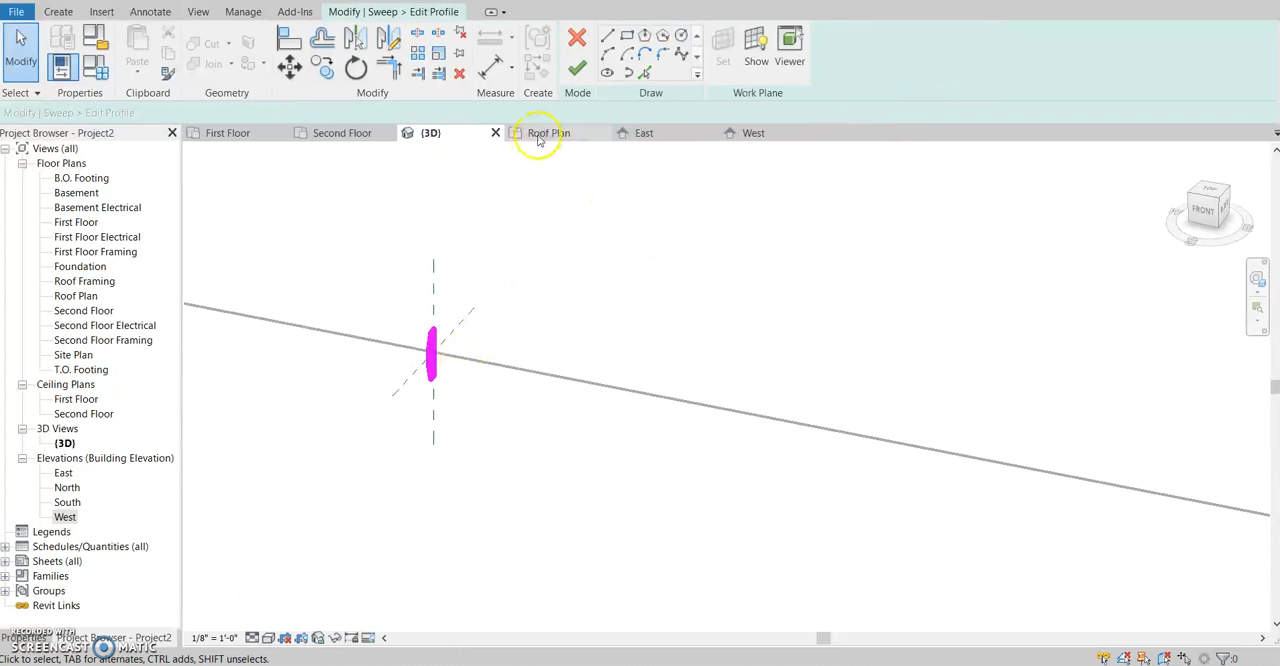 File Create Insert Annotate View Manage Add-Ins Modify | Sweep > Edit Profile
Modify Paste Cut Join Set Show Viewer
Select Properties Clipboard Geometry Modify Measure Create Mode Draw Work Plane
Modify | Sweep > Edit Profile
Project Browser - Project2 First Floor Second Floor {3D} Roof Plan East West
Views (all)
Floor Plans
B.O. Footing
Basement
Basement Electrical
First Floor
First Floor Electrical
First Floor Framing
Foundation
Roof Framing
Roof Plan
Second Floor
Second Floor Electrical
Second Floor Framing
Site Plan
T.O. Footing
Ceiling Plans
First Floor
Second Floor
3D Views
{3D}
Elevations (Building Elevation)
East
North
South
West
Legends
Schedules/Quantities (all)
Sheets (all)
Families
Groups
Revit Links
TOP
FRONT
RECORDED WITH
SCREENCAST MATIC
Properties Project Browser - Project2 1/8" = 1'-0"
Click to select, TAB for alternates, CTRL adds, SHIFT unselects. :0